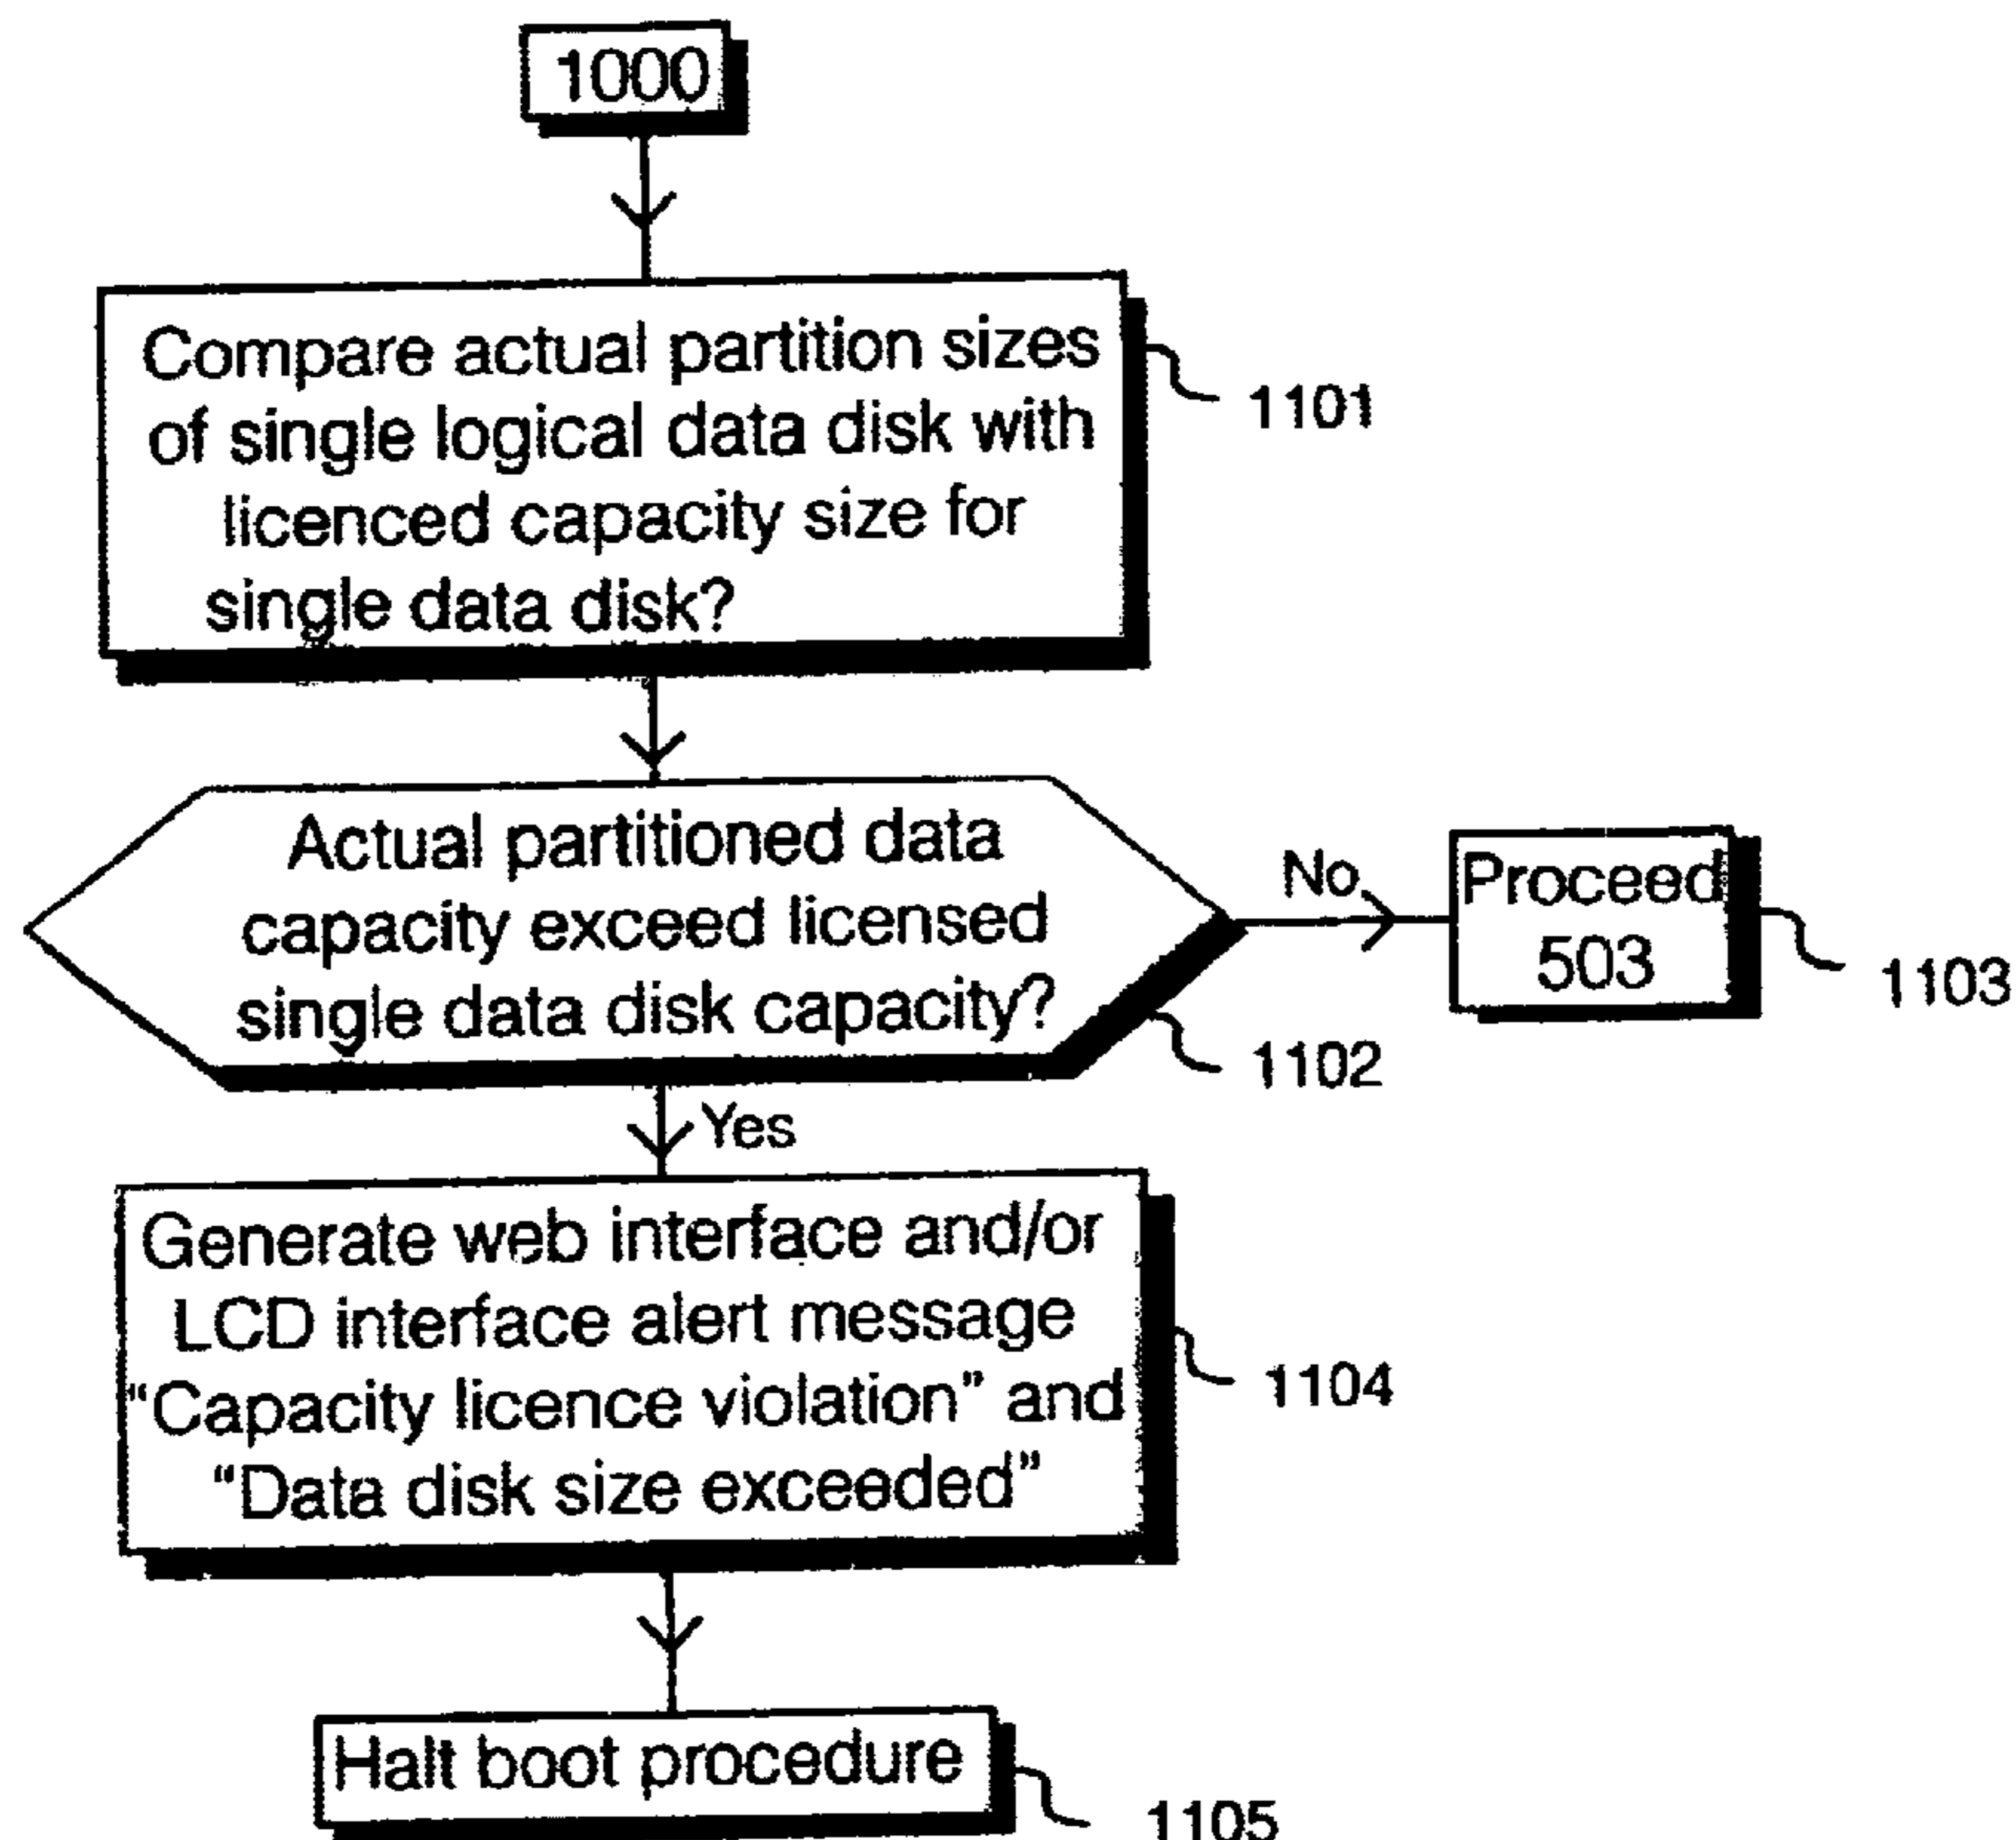 1000
Compare actual partition sizes
of single logical data disk with
licenced capacity size for
single data disk?
1101
Actual partitioned data
capacity exceed licensed
single data disk capacity?
1102
No
Proceed
503
1103
Yes
Generate web interface and/or
LCD interface alert message
“Capacity licence violation” and
“Data disk size exceeded”
1104
Halt boot procedure
1105